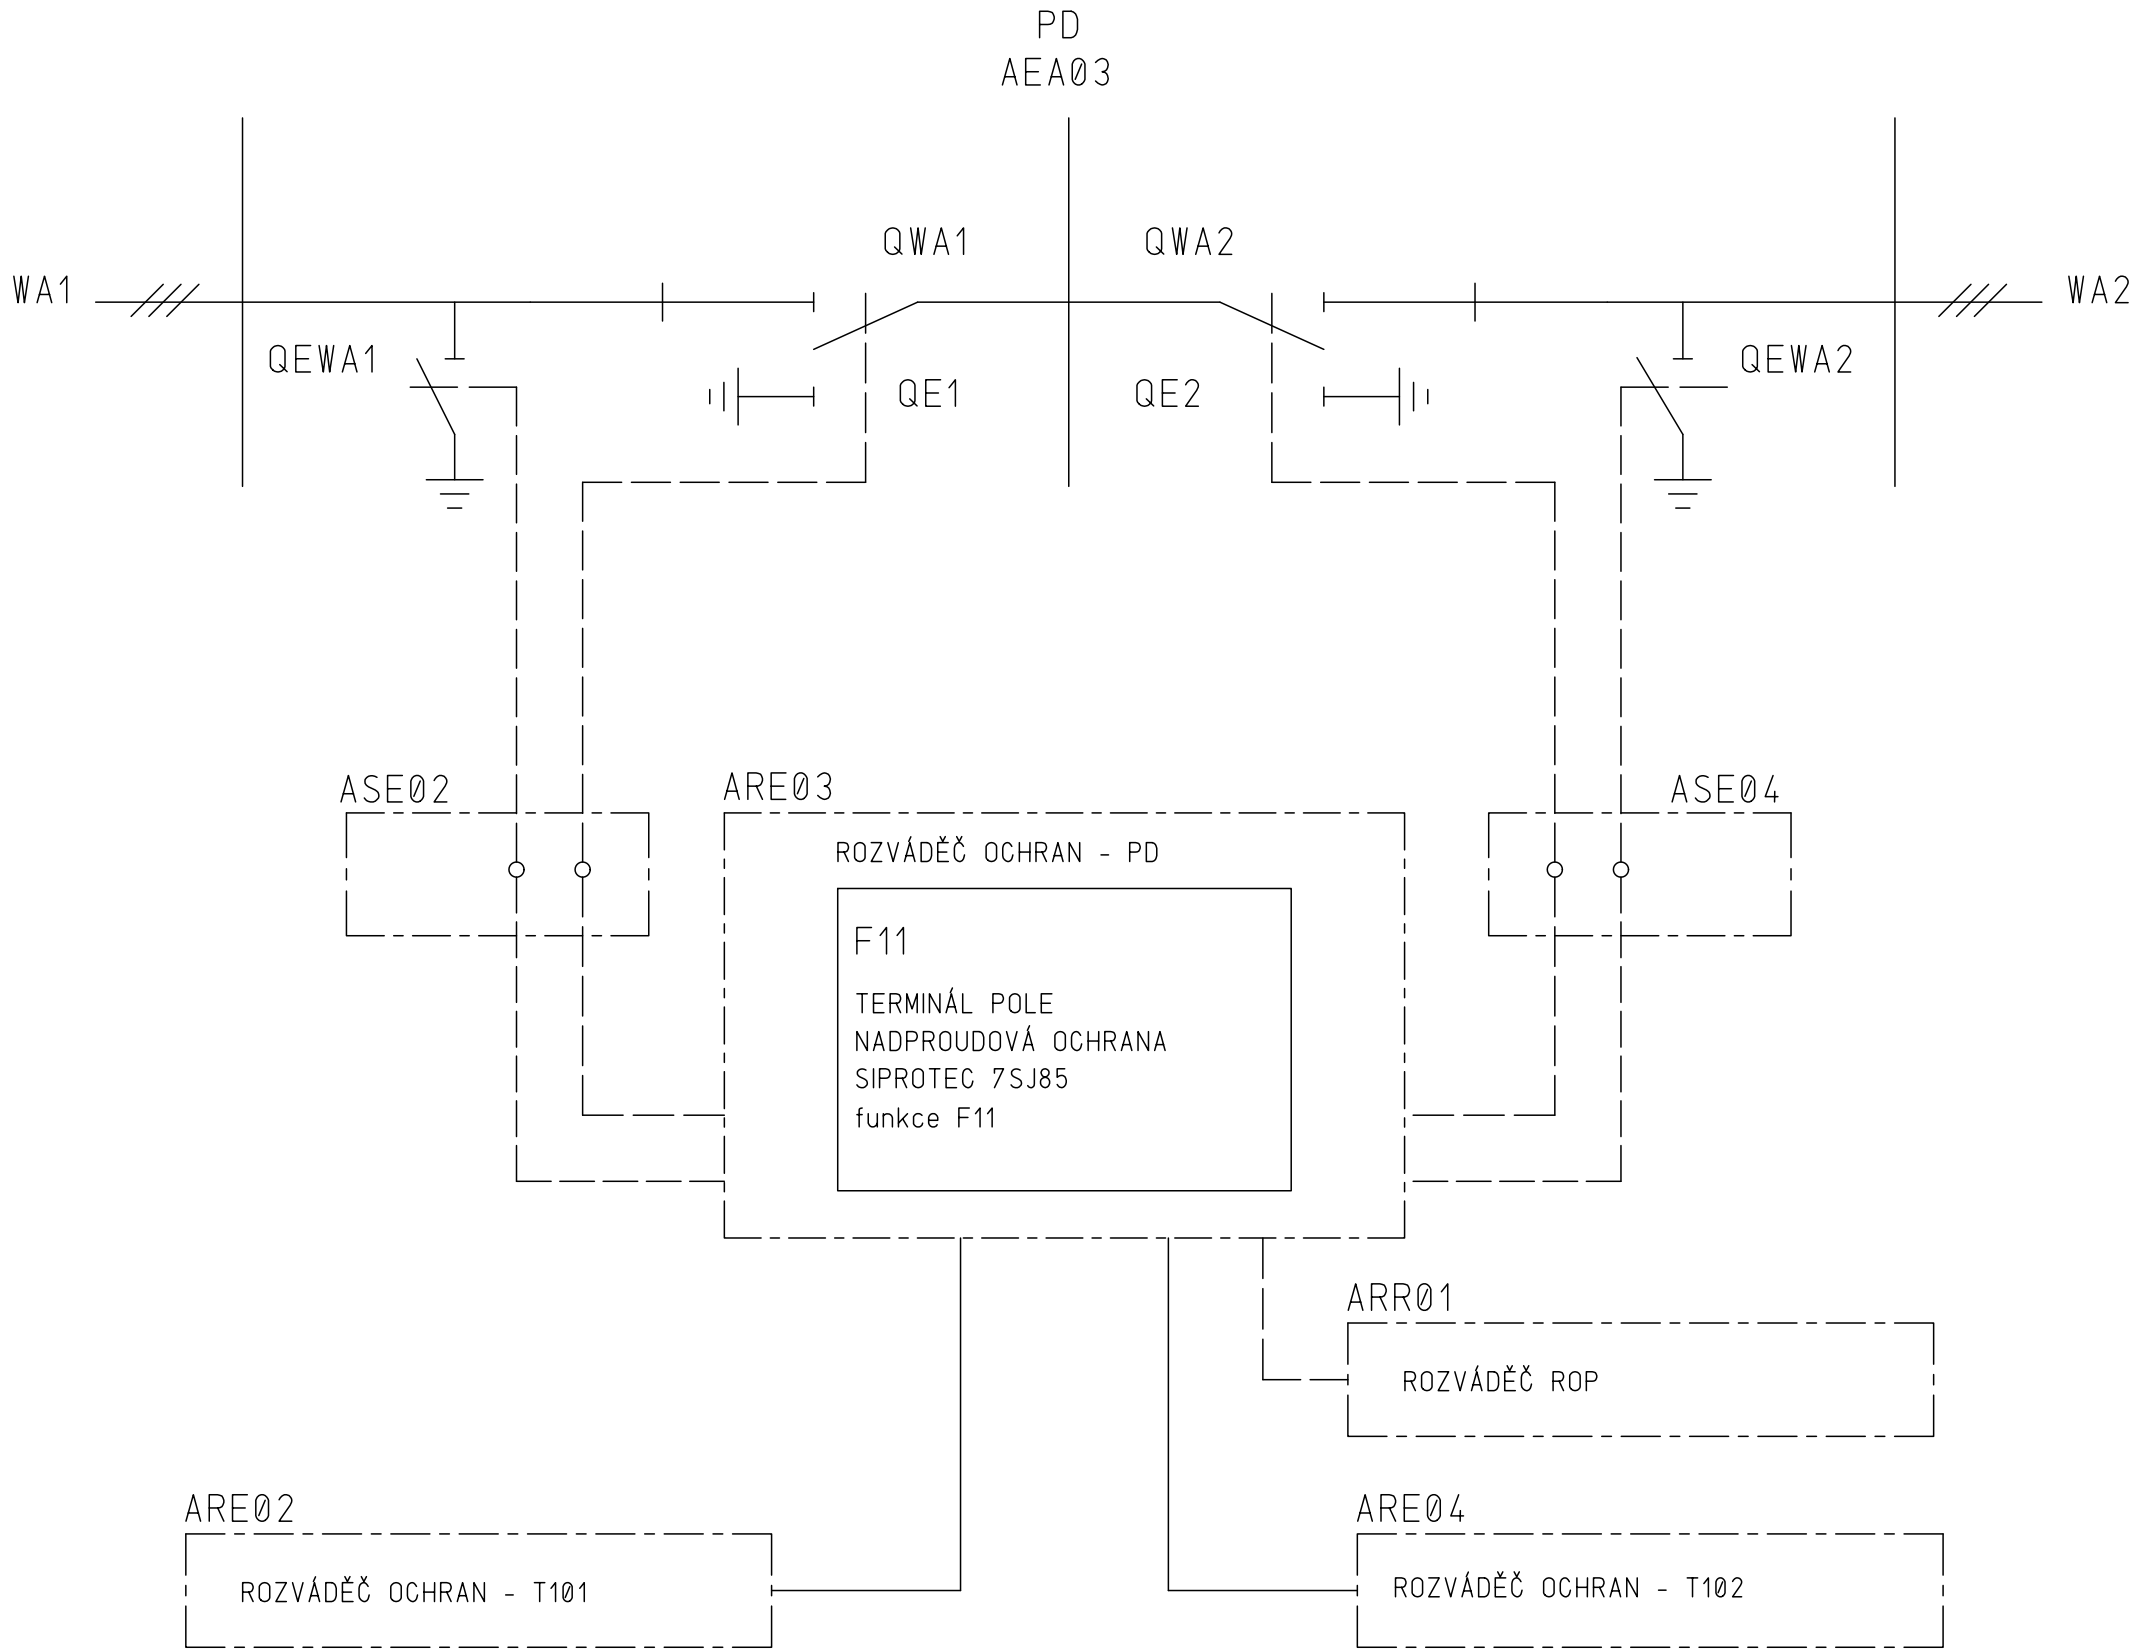 PD
AEA03
QWA1
QWA2
WA1
WA2
QEWA1
QE1
QE2
QEWA2
ASE02
ARE03
ASE04
ROZVÁDĚČ OCHRAN - PD
F11
TERMINÁL POLE
NADPROUDOVÁ OCHRANA
SIPROTEC 7SJ85
funkce F11
ARR01
ROZVÁDĚČ ROP
ARE02
ARE04
ROZVÁDĚČ OCHRAN - T101
ROZVÁDĚČ OCHRAN - T102